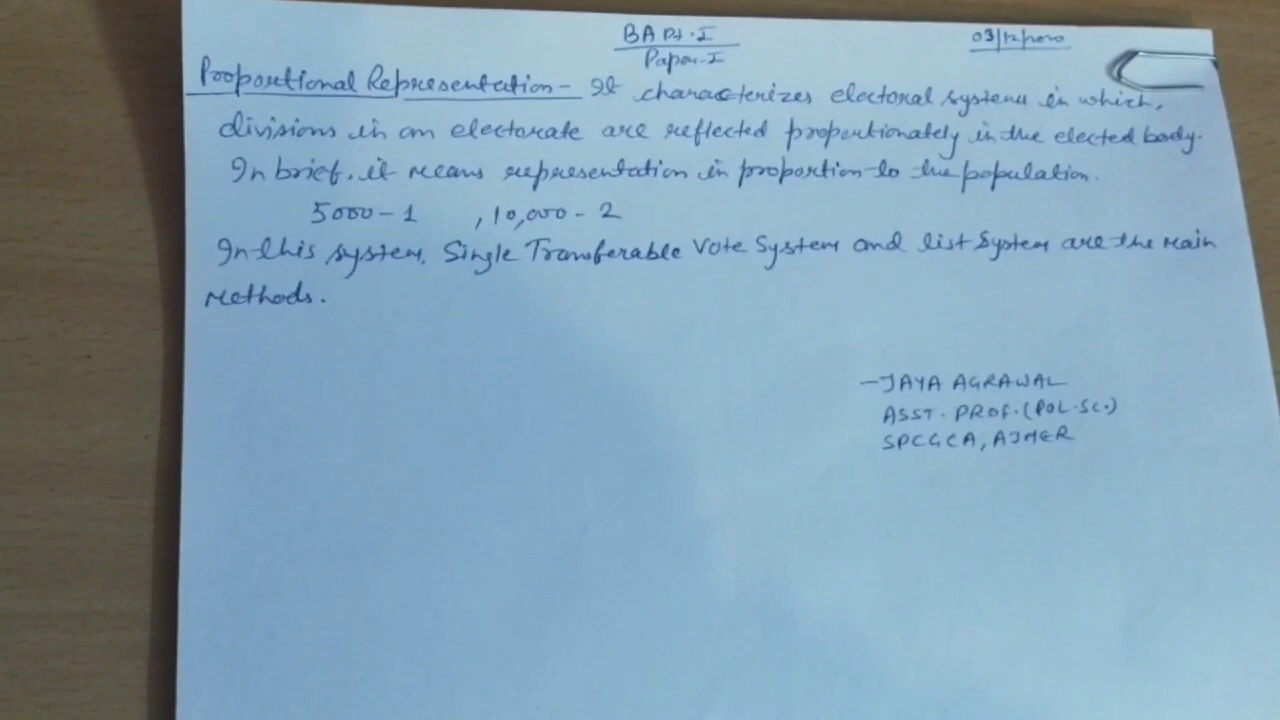 BA Pt. I
03/12/2020
Paper-I
Proportional Representation - It characterizes electoral systems in which,
divisions in an electorate are reflected proportionately in the elected body.
In brief, it means representation in proportion to the population.
5000-1 , 10,000 - 2
In this system, Single Transferable Vote System and list System are the main
methods.
- JAYA AGRAWAL
ASST. PROF. (POL. SC.)
SPCGCA, AJMER